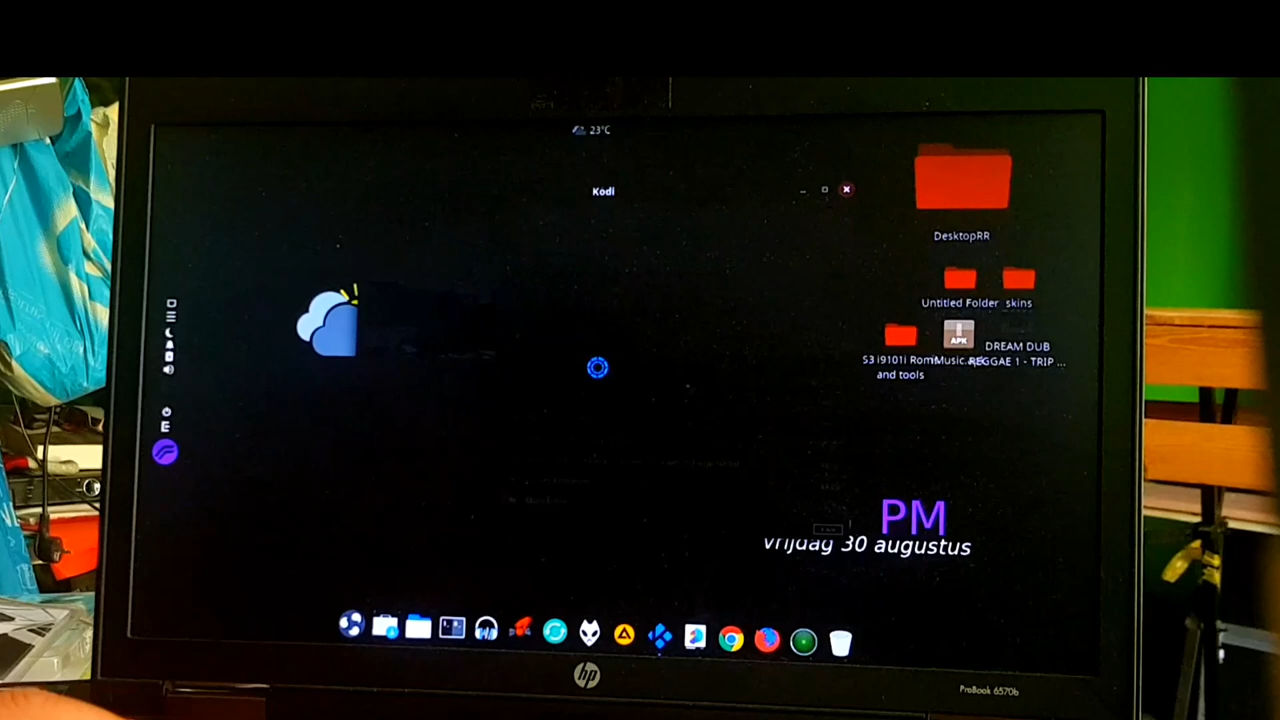 23°C
Kodi
DesktopRR
Untitled Folder
skins
S3 i9101i Rom
and tools
Music.a
APK
DREAM DUB
REGGAE 1 - TRIP ...
PM
vrijdag 30 augustus
hp
ProBook 6570b